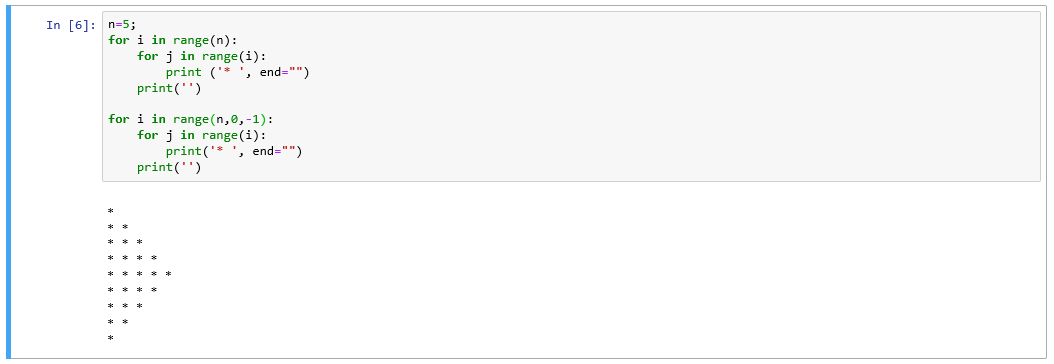 In [6]:
n=5;
for i in range(n):
    for j in range(i):
        print ('* ', end="")
    print('')

for i in range(n,0,-1):
    for j in range(i):
        print('* ', end="")
    print('')

*
* *
* * *
* * * *
* * * * *
* * * *
* * *
* *
*